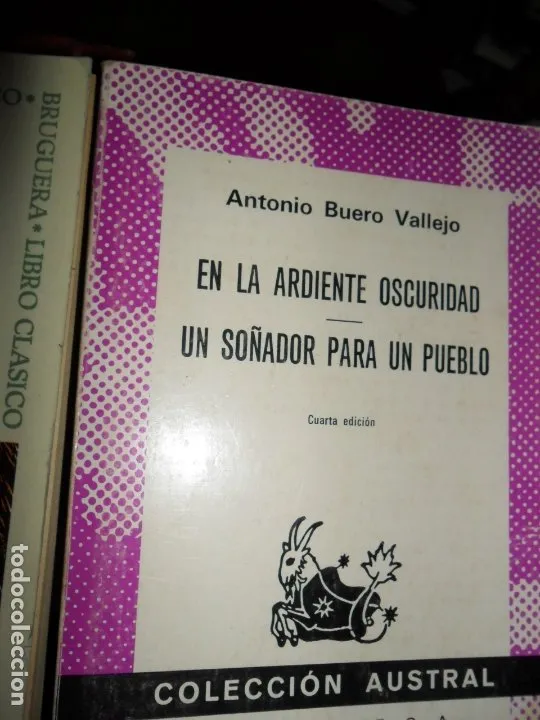 BRUGUERA * LIBRO CLASICO
Antonio Buero Vallejo
EN LA ARDIENTE OSCURIDAD
UN SOÑADOR PARA UN PUEBLO
Cuarta edición
COLECCIÓN AUSTRAL
todocoleccion